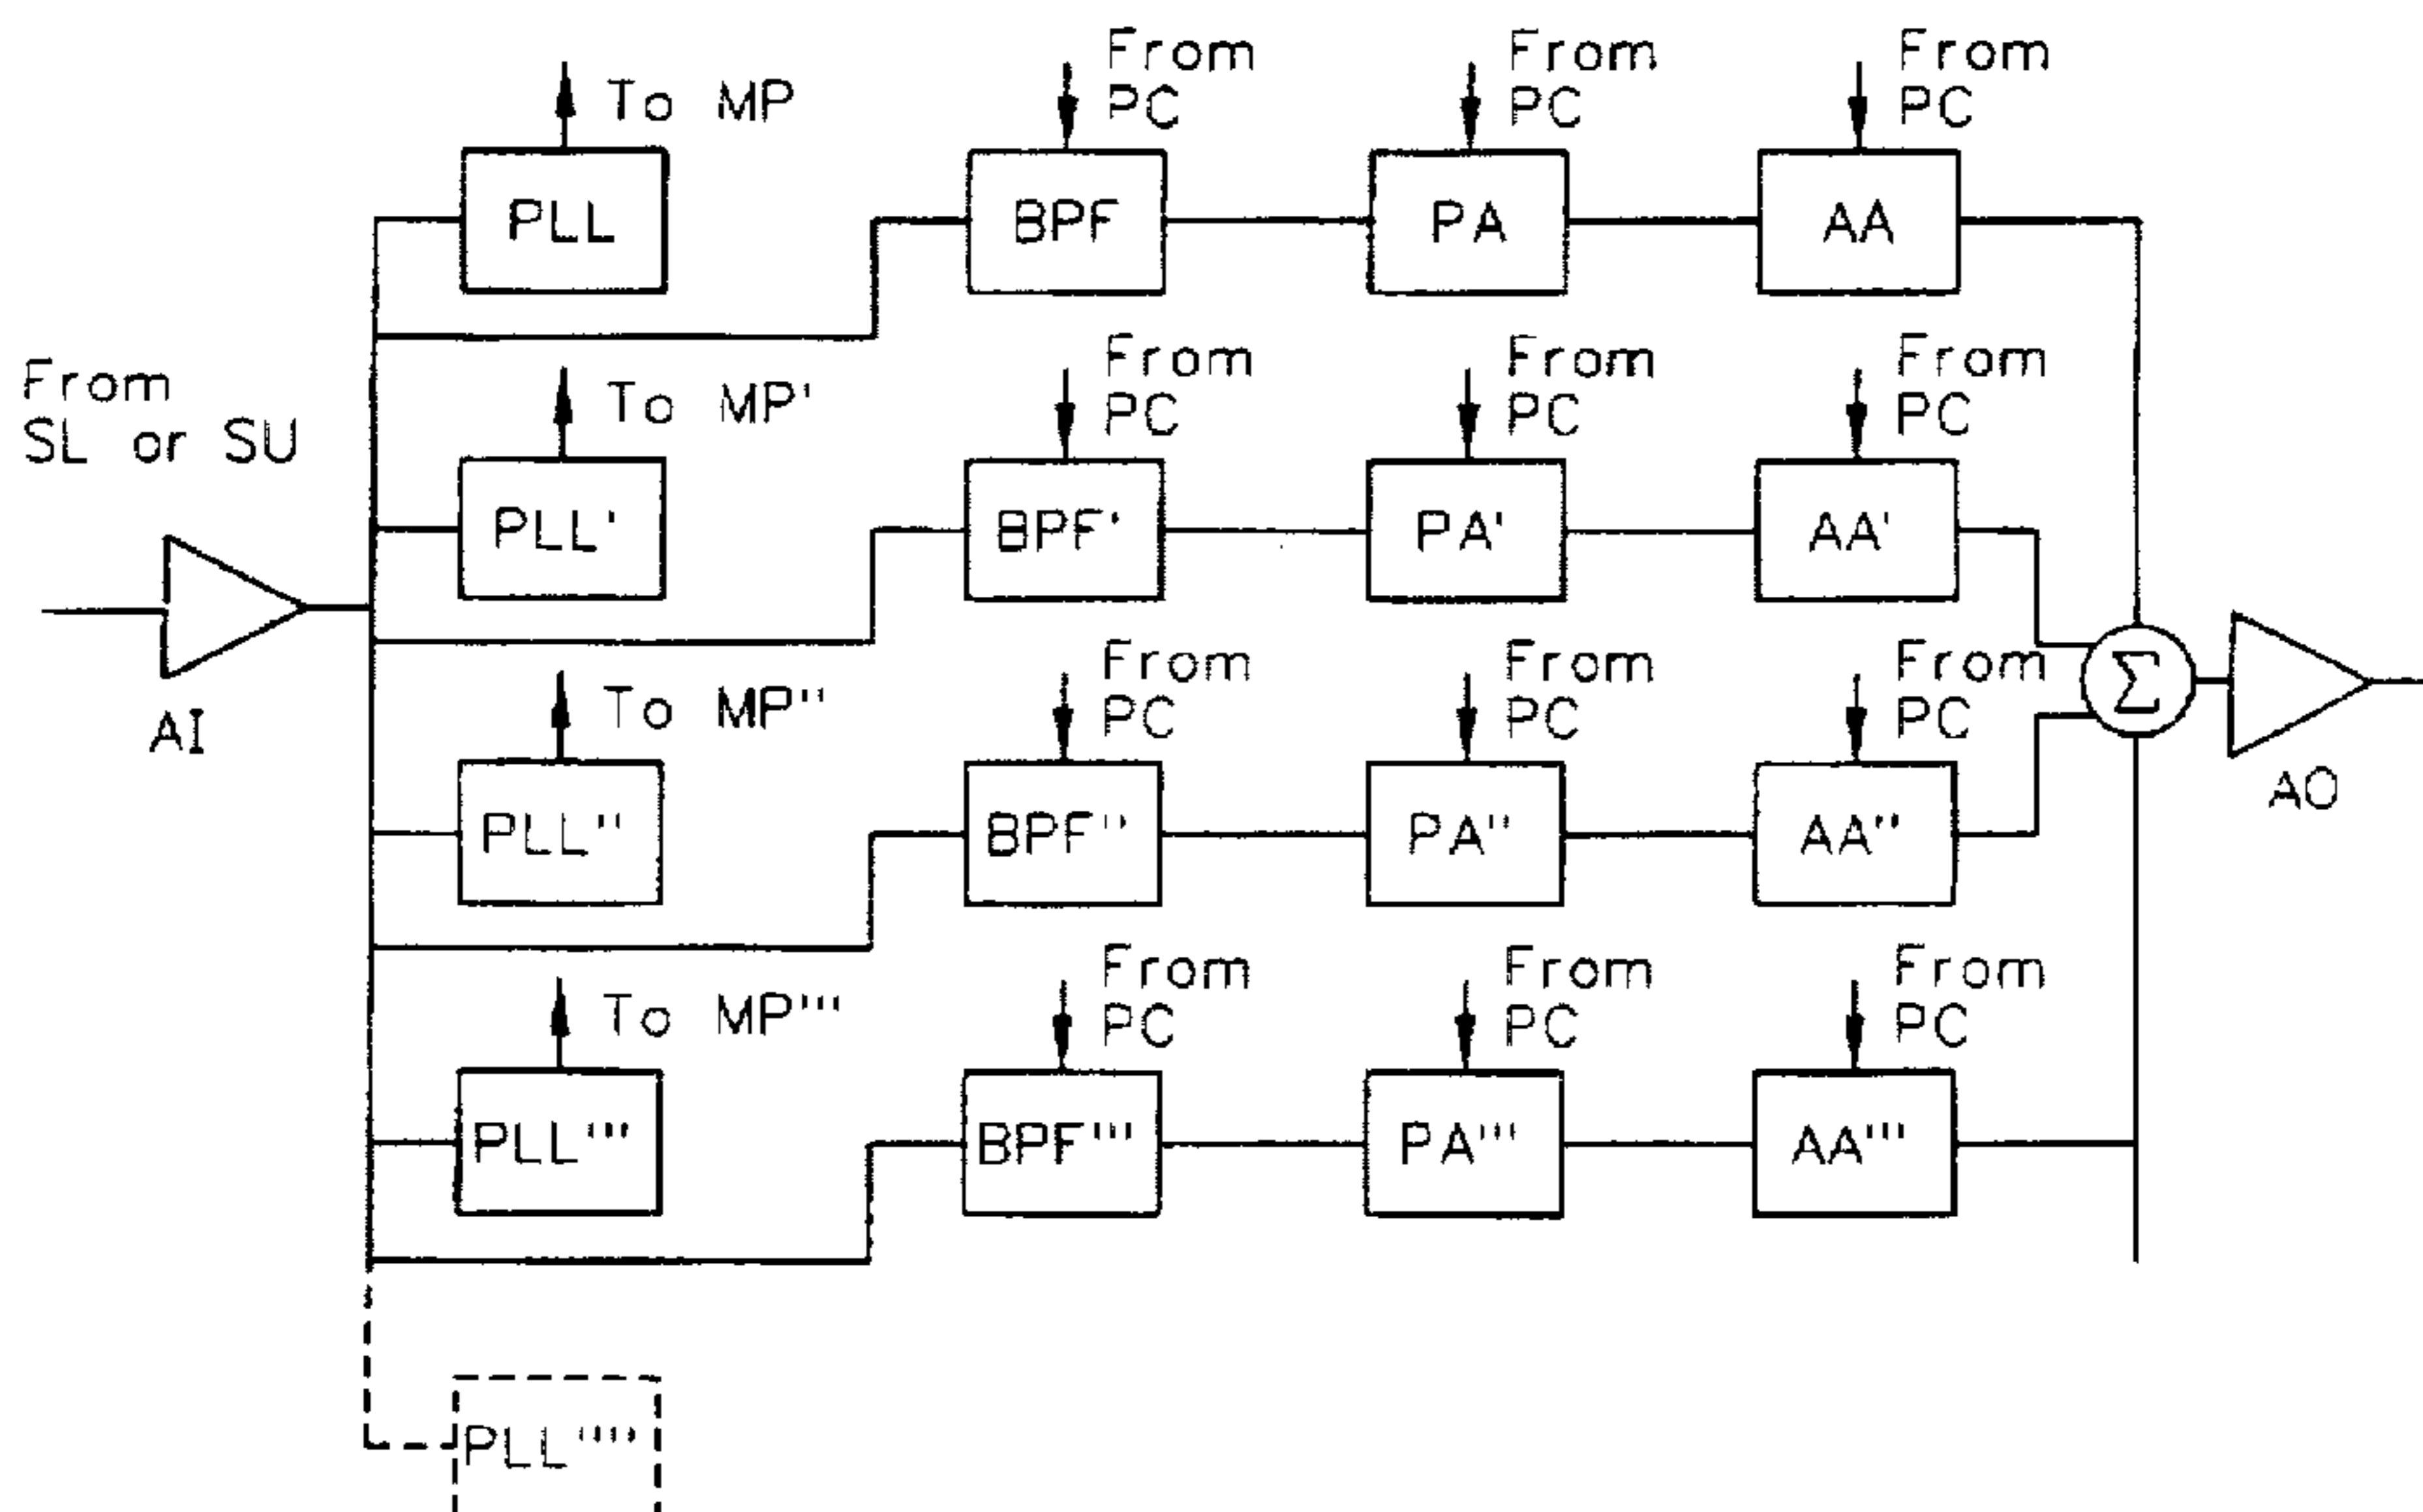 From
PC
From
PC
From
PC
To MP
PLL
BPF
PA
AA
From
SL or SU
From
PC
From
PC
From
PC
To MP'
PLL'
BPF'
PA'
AA'
AI
From
PC
From
PC
From
PC
To MP"
Σ
AO
PLL"
BPF"
PA"
AA"
From
PC
From
PC
From
PC
To MP'''
PLL'''
BPF'''
PA'''
AA'''
PLL''''